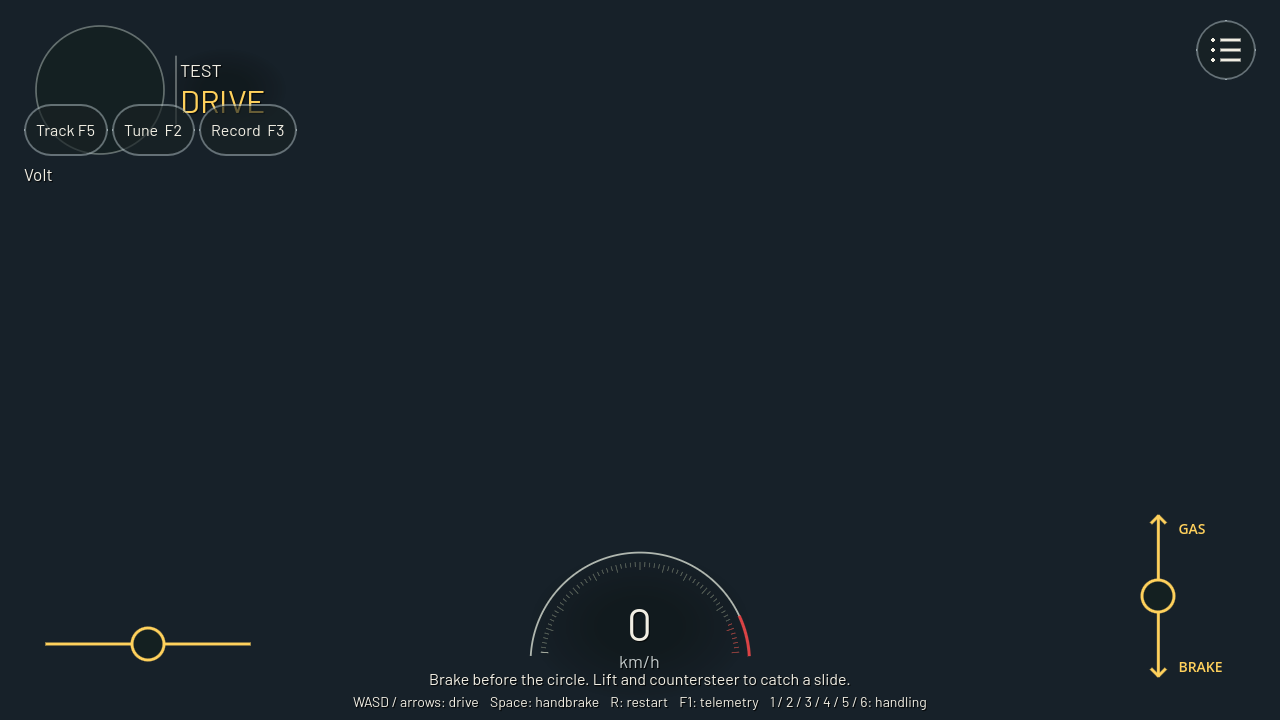 TEST
DRIVE
Track F5 Tune F2 Record F3
Volt
GAS
0
km/h
BRAKE
Brake before the circle. Lift and countersteer to catch a slide.
WASD / arrows: drive Space: handbrake R: restart F1: telemetry 1 / 2 / 3 / 4 / 5 / 6: handling